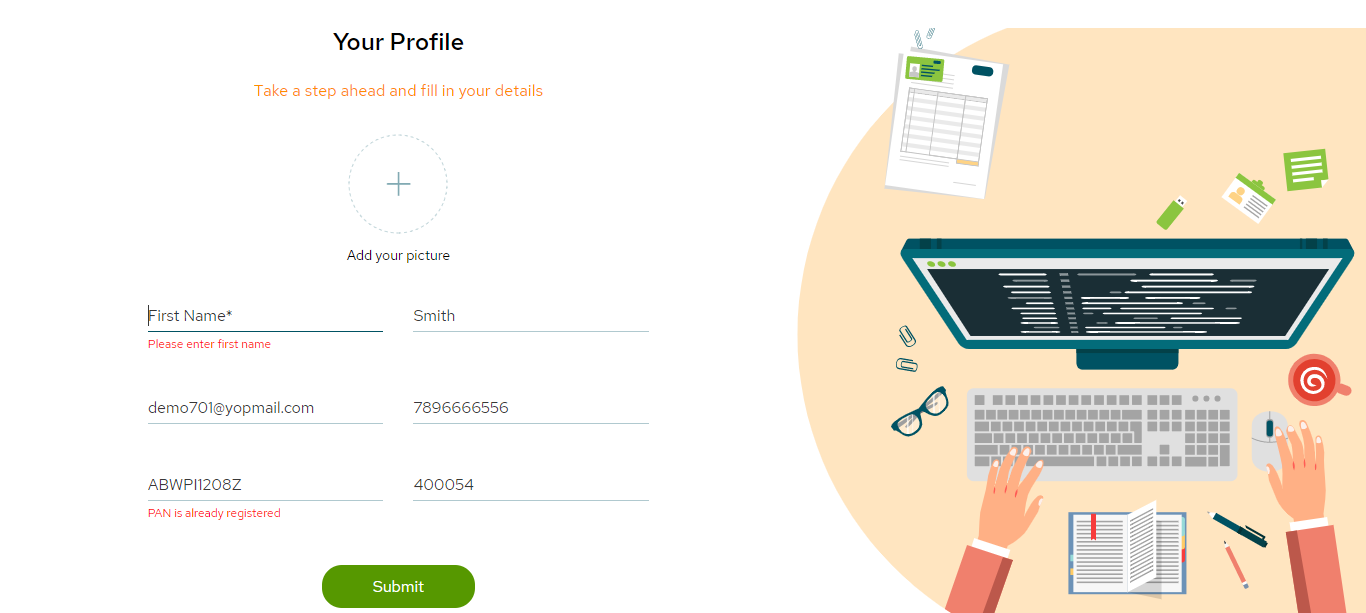 Your Profile
Take a step ahead and fill in your details
Add your picture
First Name*
Smith
Please enter first name
demo701@yopmail.com
7896666556
ABWPI1208Z
400054
PAN is already registered
Submit